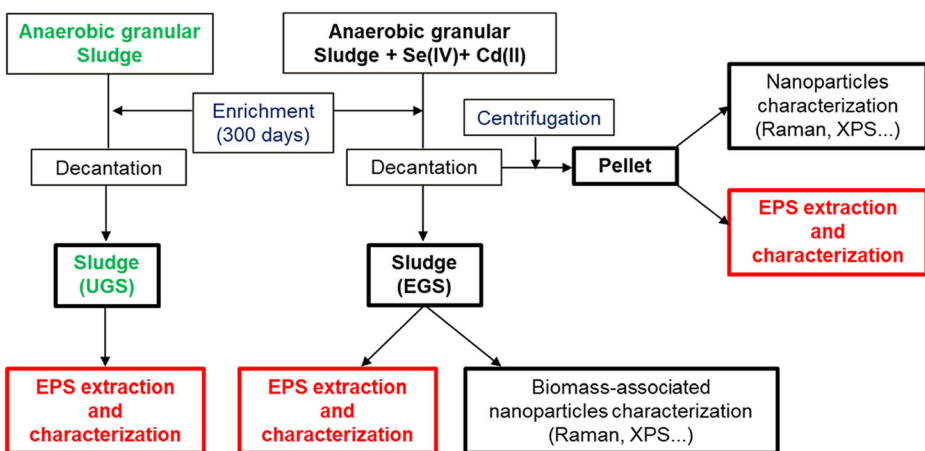 Anaerobic granular
Sludge
Anaerobic granular
Sludge + Se(IV)+ Cd(II)
Enrichment
(300 days)
Centrifugation
Nanoparticles
characterization
(Raman, XPS...)
Decantation
Decantation
Pellet
EPS extraction
and
characterization
Sludge
(UGS)
Sludge
(EGS)
EPS extraction
and
characterization
EPS extraction
and
characterization
Biomass-associated
nanoparticles characterization
(Raman, XPS...)